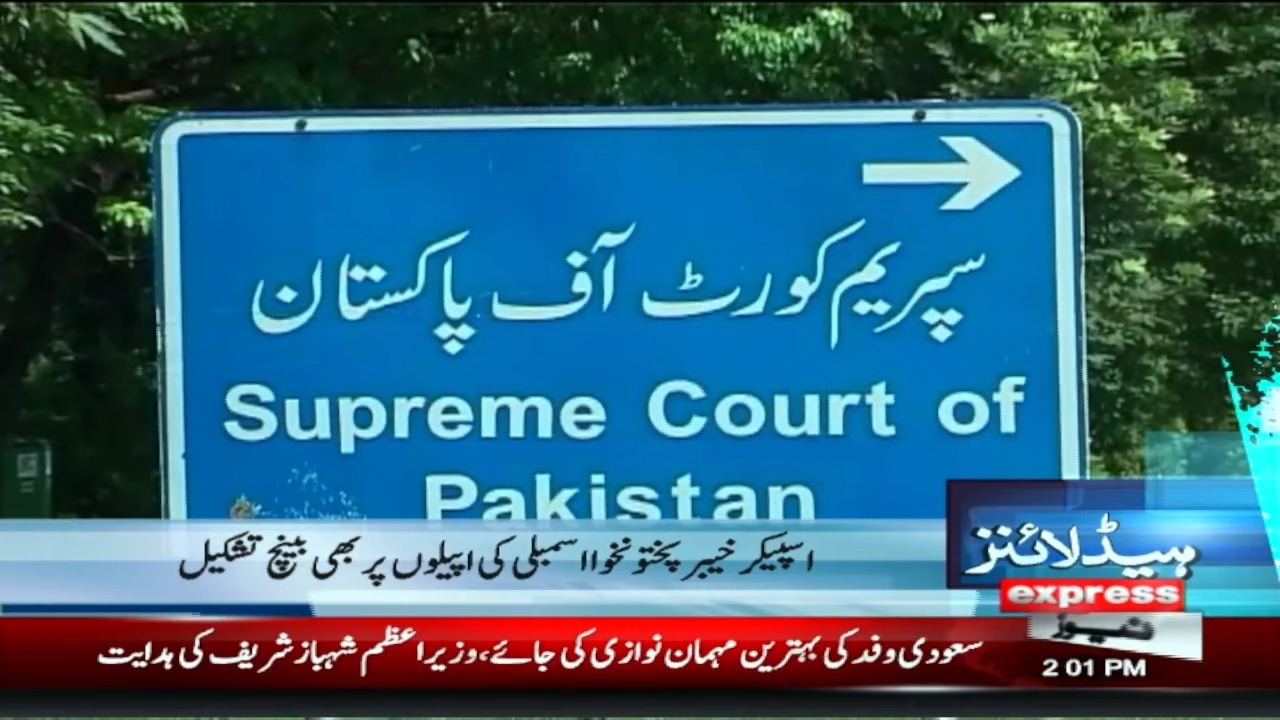 سپریم کورٹ آف پاکستان
Supreme Court of
Pakistan
اسپیکر خیبر پختونخوا اسمبلی کی اپیلوں پر بھی بینچ تشکیل
ہیڈلائنز
express
نیوز
سعودی وفد کی بہترین مہمان نوازی کی جائے، وزیراعظم شہباز شریف کی ہدایت
2:01 PM